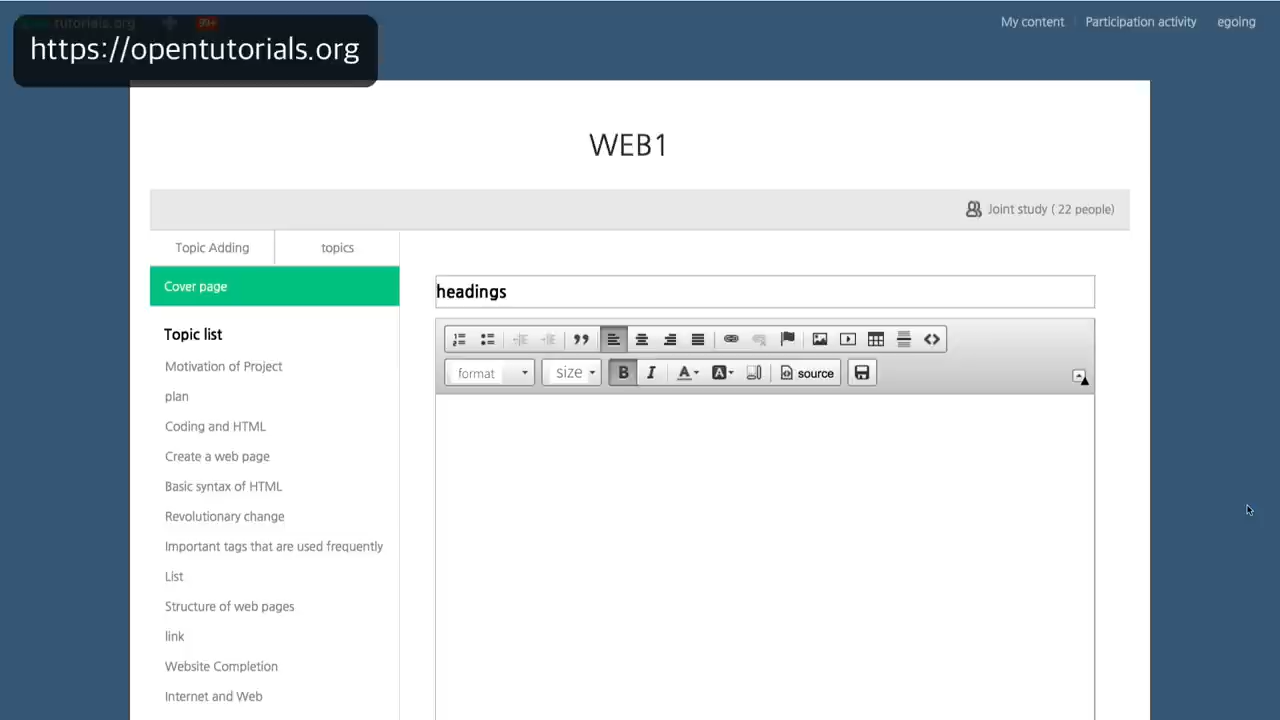 tutorials.org 99+ My content Participation activity egoing
https://opentutorials.org
WEB1
Joint study ( 22 people)
Topic Adding topics
Cover page
headings
Topic list
Motivation of Project
plan
Coding and HTML
Create a web page
Basic syntax of HTML
Revolutionary change
Important tags that are used frequently
List
Structure of web pages
link
Website Completion
Internet and Web
format size B I A A source